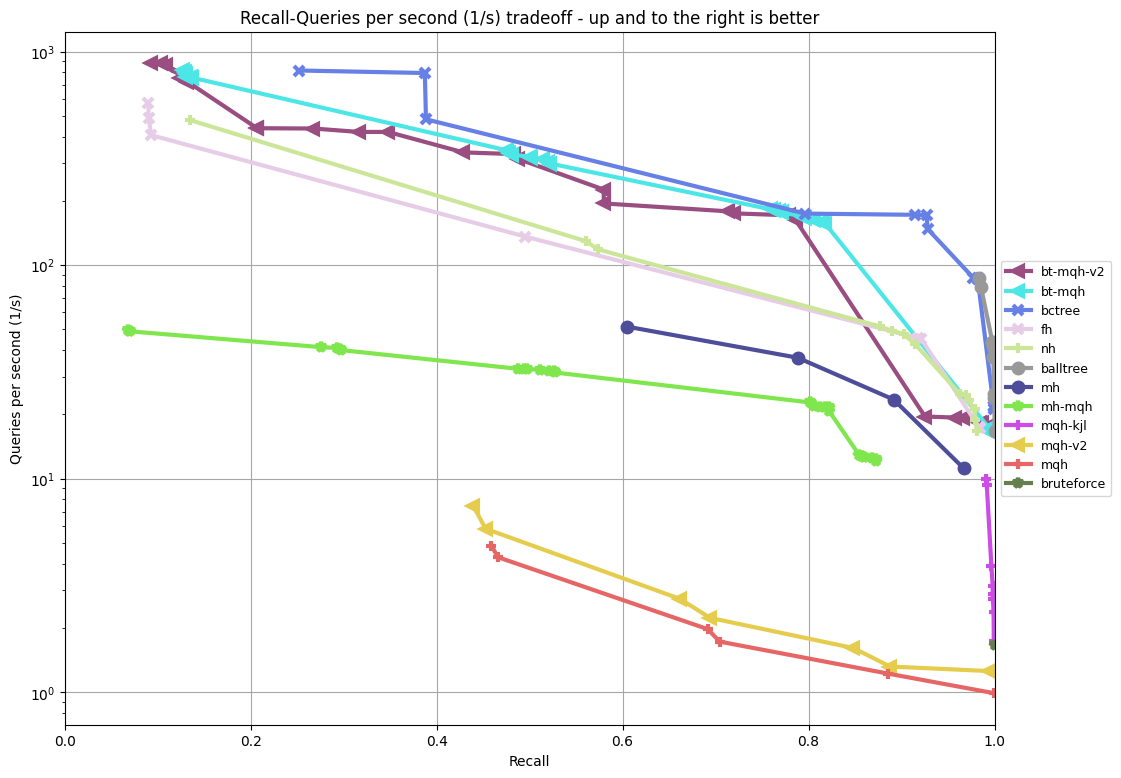 Recall-Queries per second (1/s) tradeoff - up and to the right is better
10³
10²
10¹
10⁰
Queries per second (1/s)
0.0 0.2 0.4 0.6 0.8 1.0
Recall
bt-mqh-v2
bt-mqh
bctree
fh
nh
balltree
mh
mh-mqh
mqh-kjl
mqh-v2
mqh
bruteforce